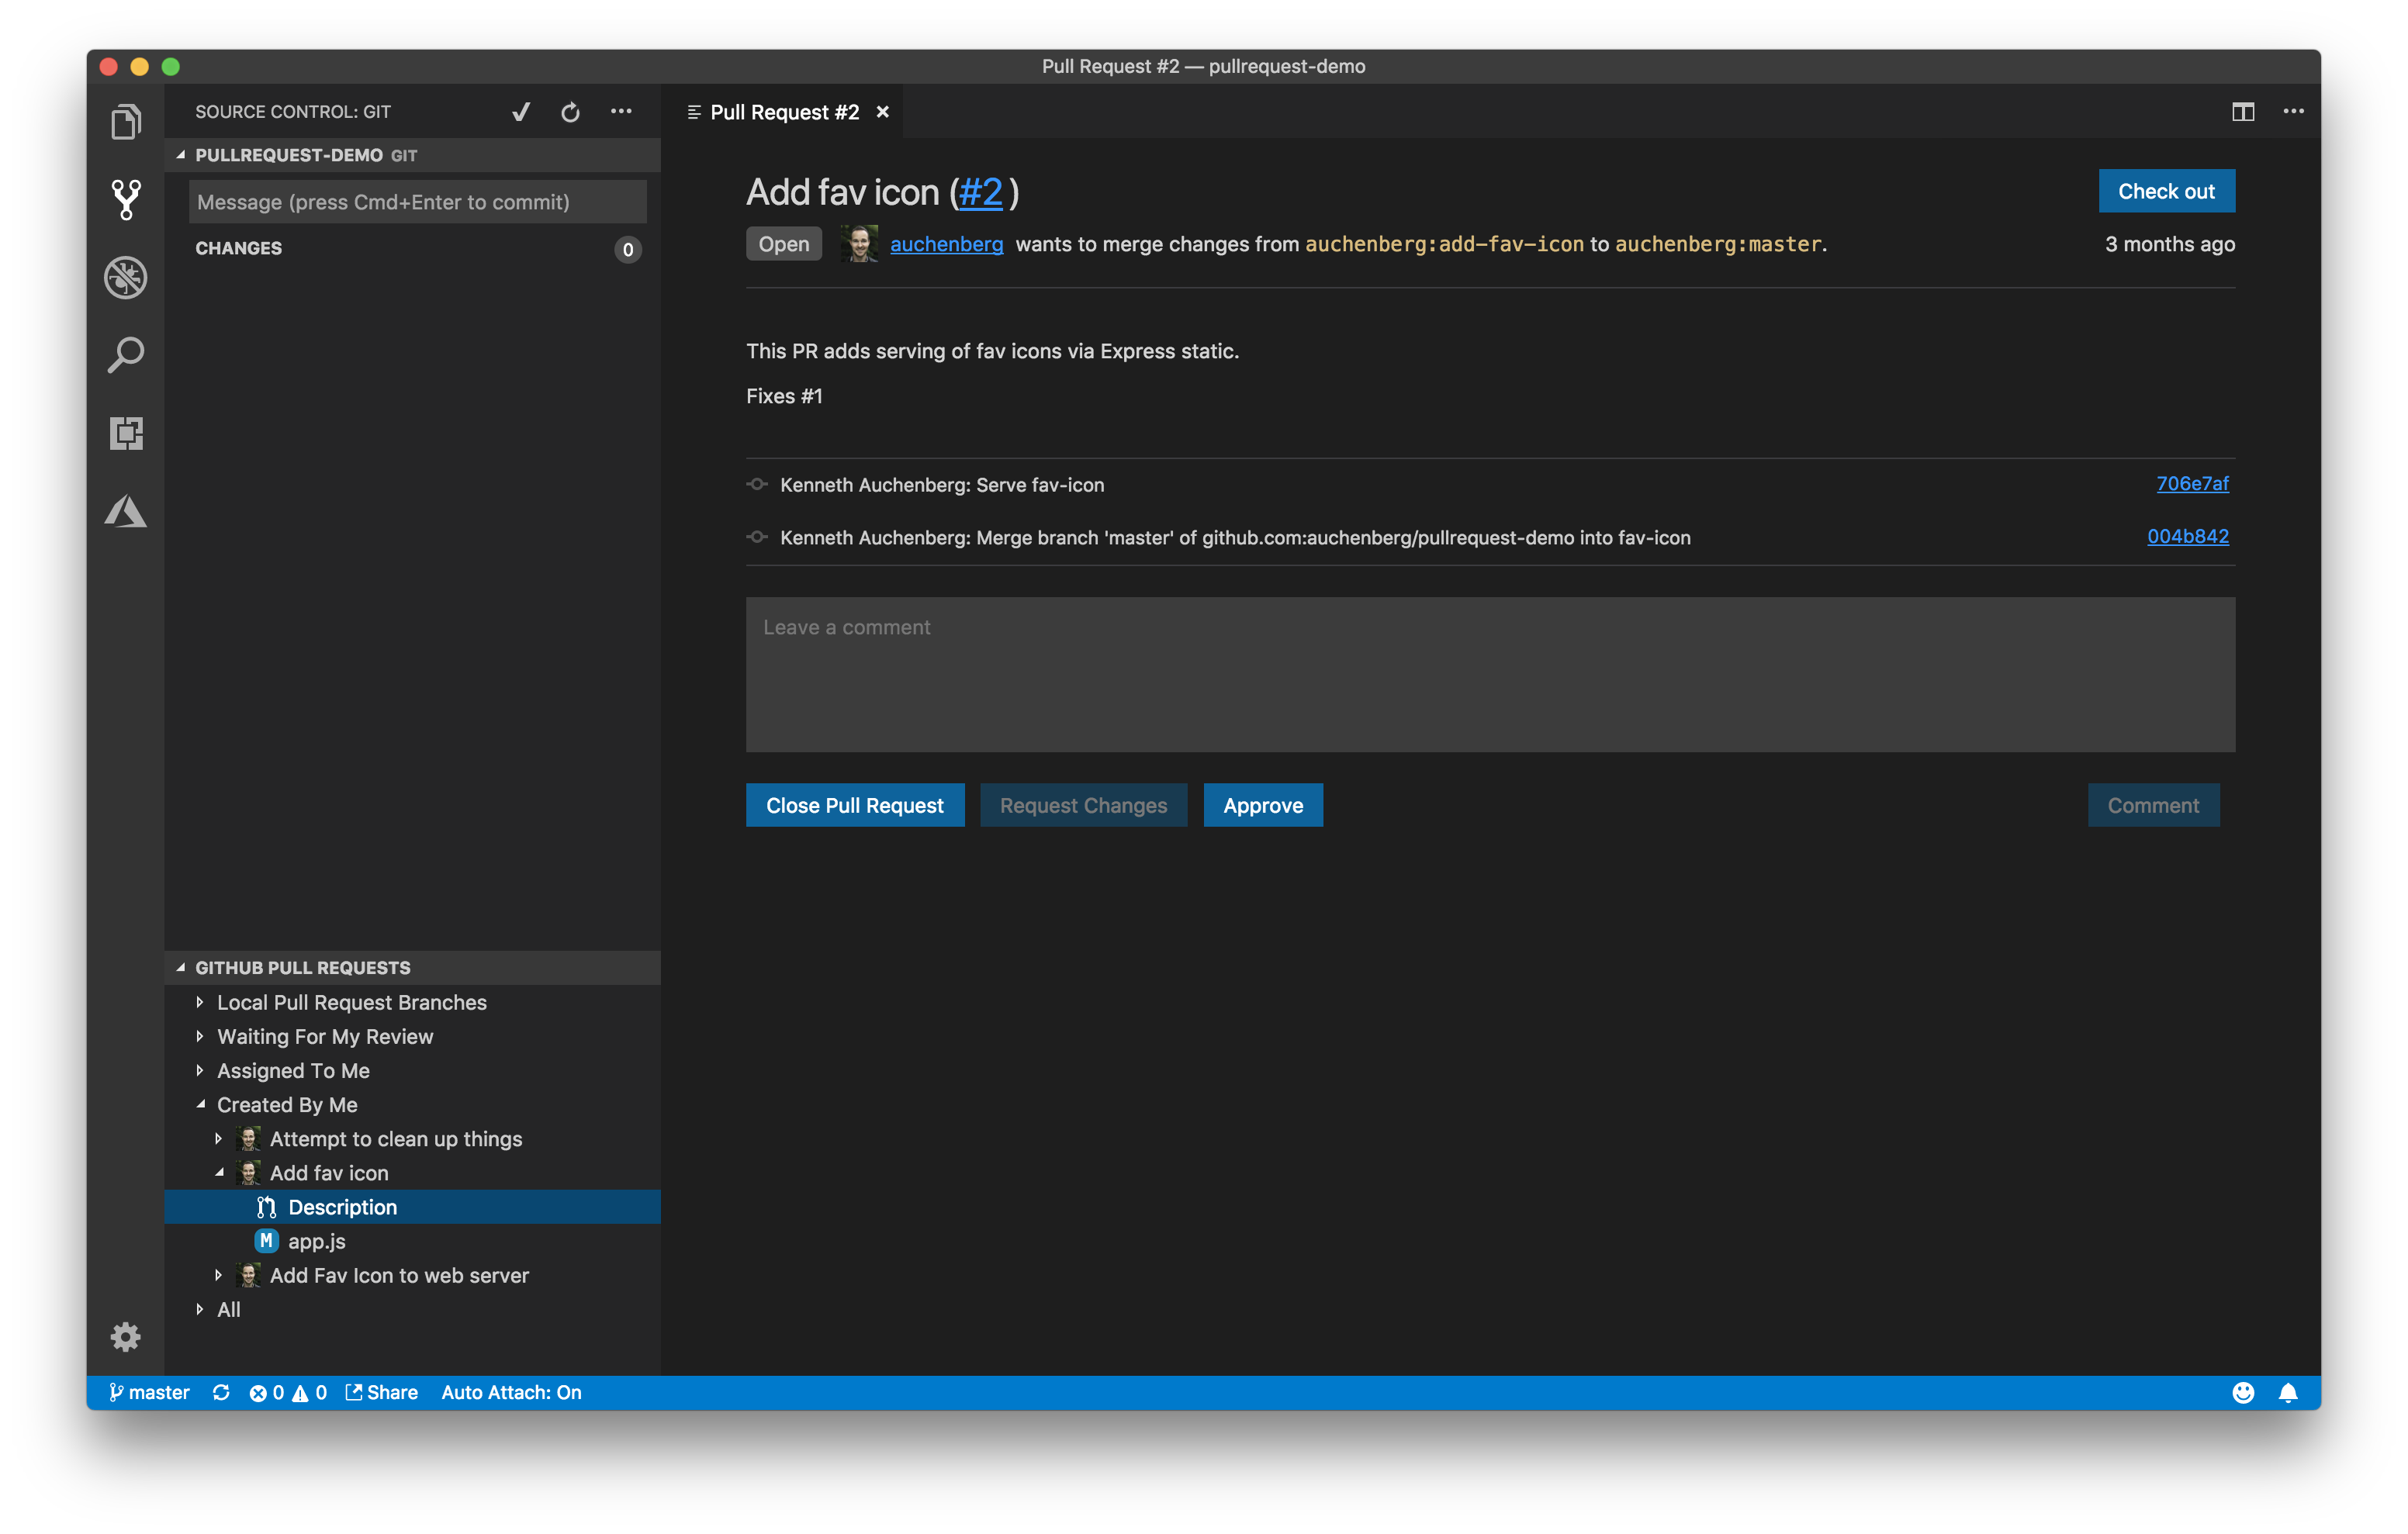 Pull Request #2 — pullrequest-demo
SOURCE CONTROL: GIT
PULLREQUEST-DEMO GIT
Message (press Cmd+Enter to commit)
CHANGES 0
GITHUB PULL REQUESTS
Local Pull Request Branches
Waiting For My Review
Assigned To Me
Created By Me
Attempt to clean up things
Add fav icon
Description
M app.js
Add Fav Icon to web server
All
Pull Request #2
Add fav icon (#2 )
Check out
Open auchenberg wants to merge changes from auchenberg:add-fav-icon to auchenberg:master. 3 months ago
This PR adds serving of fav icons via Express static.
Fixes #1
Kenneth Auchenberg: Serve fav-icon 706e7af
Kenneth Auchenberg: Merge branch 'master' of github.com:auchenberg/pullrequest-demo into fav-icon 004b842
Leave a comment
Close Pull Request Request Changes Approve Comment
master 0 0 Share Auto Attach: On